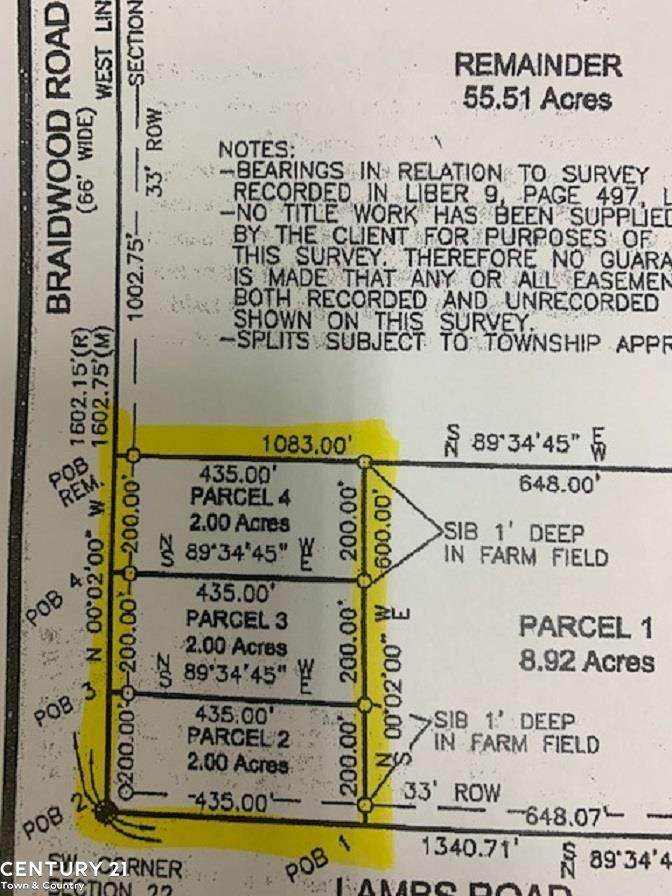 BRAIDWOOD ROAD
(66' WIDE)
WEST LIN
SECTION
33' ROW
1002.75'
1602.15'(R)
1602.75'(M)
REMAINDER
55.51 Acres
NOTES:
-BEARINGS IN RELATION TO SURVEY
RECORDED IN LIBER 9, PAGE 497, L
-NO TITLE WORK HAS BEEN SUPPLIED
BY THE CLIENT FOR PURPOSES OF
THIS SURVEY. THEREFORE NO GUARA
IS MADE THAT ANY OR ALL EASEMEN
BOTH RECORDED AND UNRECORDED
SHOWN ON THIS SURVEY.
-SPLITS SUBJECT TO TOWNSHIP APPR
1083.00'
S 89°34'45" E
N W
POB
REM.
435.00'
648.00'
PARCEL 4
2.00 Acres
200.00'
200.00'
600.00'
SIB 1' DEEP
IN FARM FIELD
N 89°34'45" W
S E
POB 4
N 00°02'00" W
435.00'
PARCEL 3
2.00 Acres
200.00'
200.00'
PARCEL 1
8.92 Acres
N 89°34'45" W
S E
POB 3
N 00°02'00" W
S E
435.00'
PARCEL 2
2.00 Acres
200.00'
200.00'
SIB 1' DEEP
IN FARM FIELD
33' ROW
435.00'
648.07'
POB 2
POB 1
1340.71'
S 89°34'4
N
CORNER
CENTURY 21
Town & Country
CTION 22
LAMBS ROAD